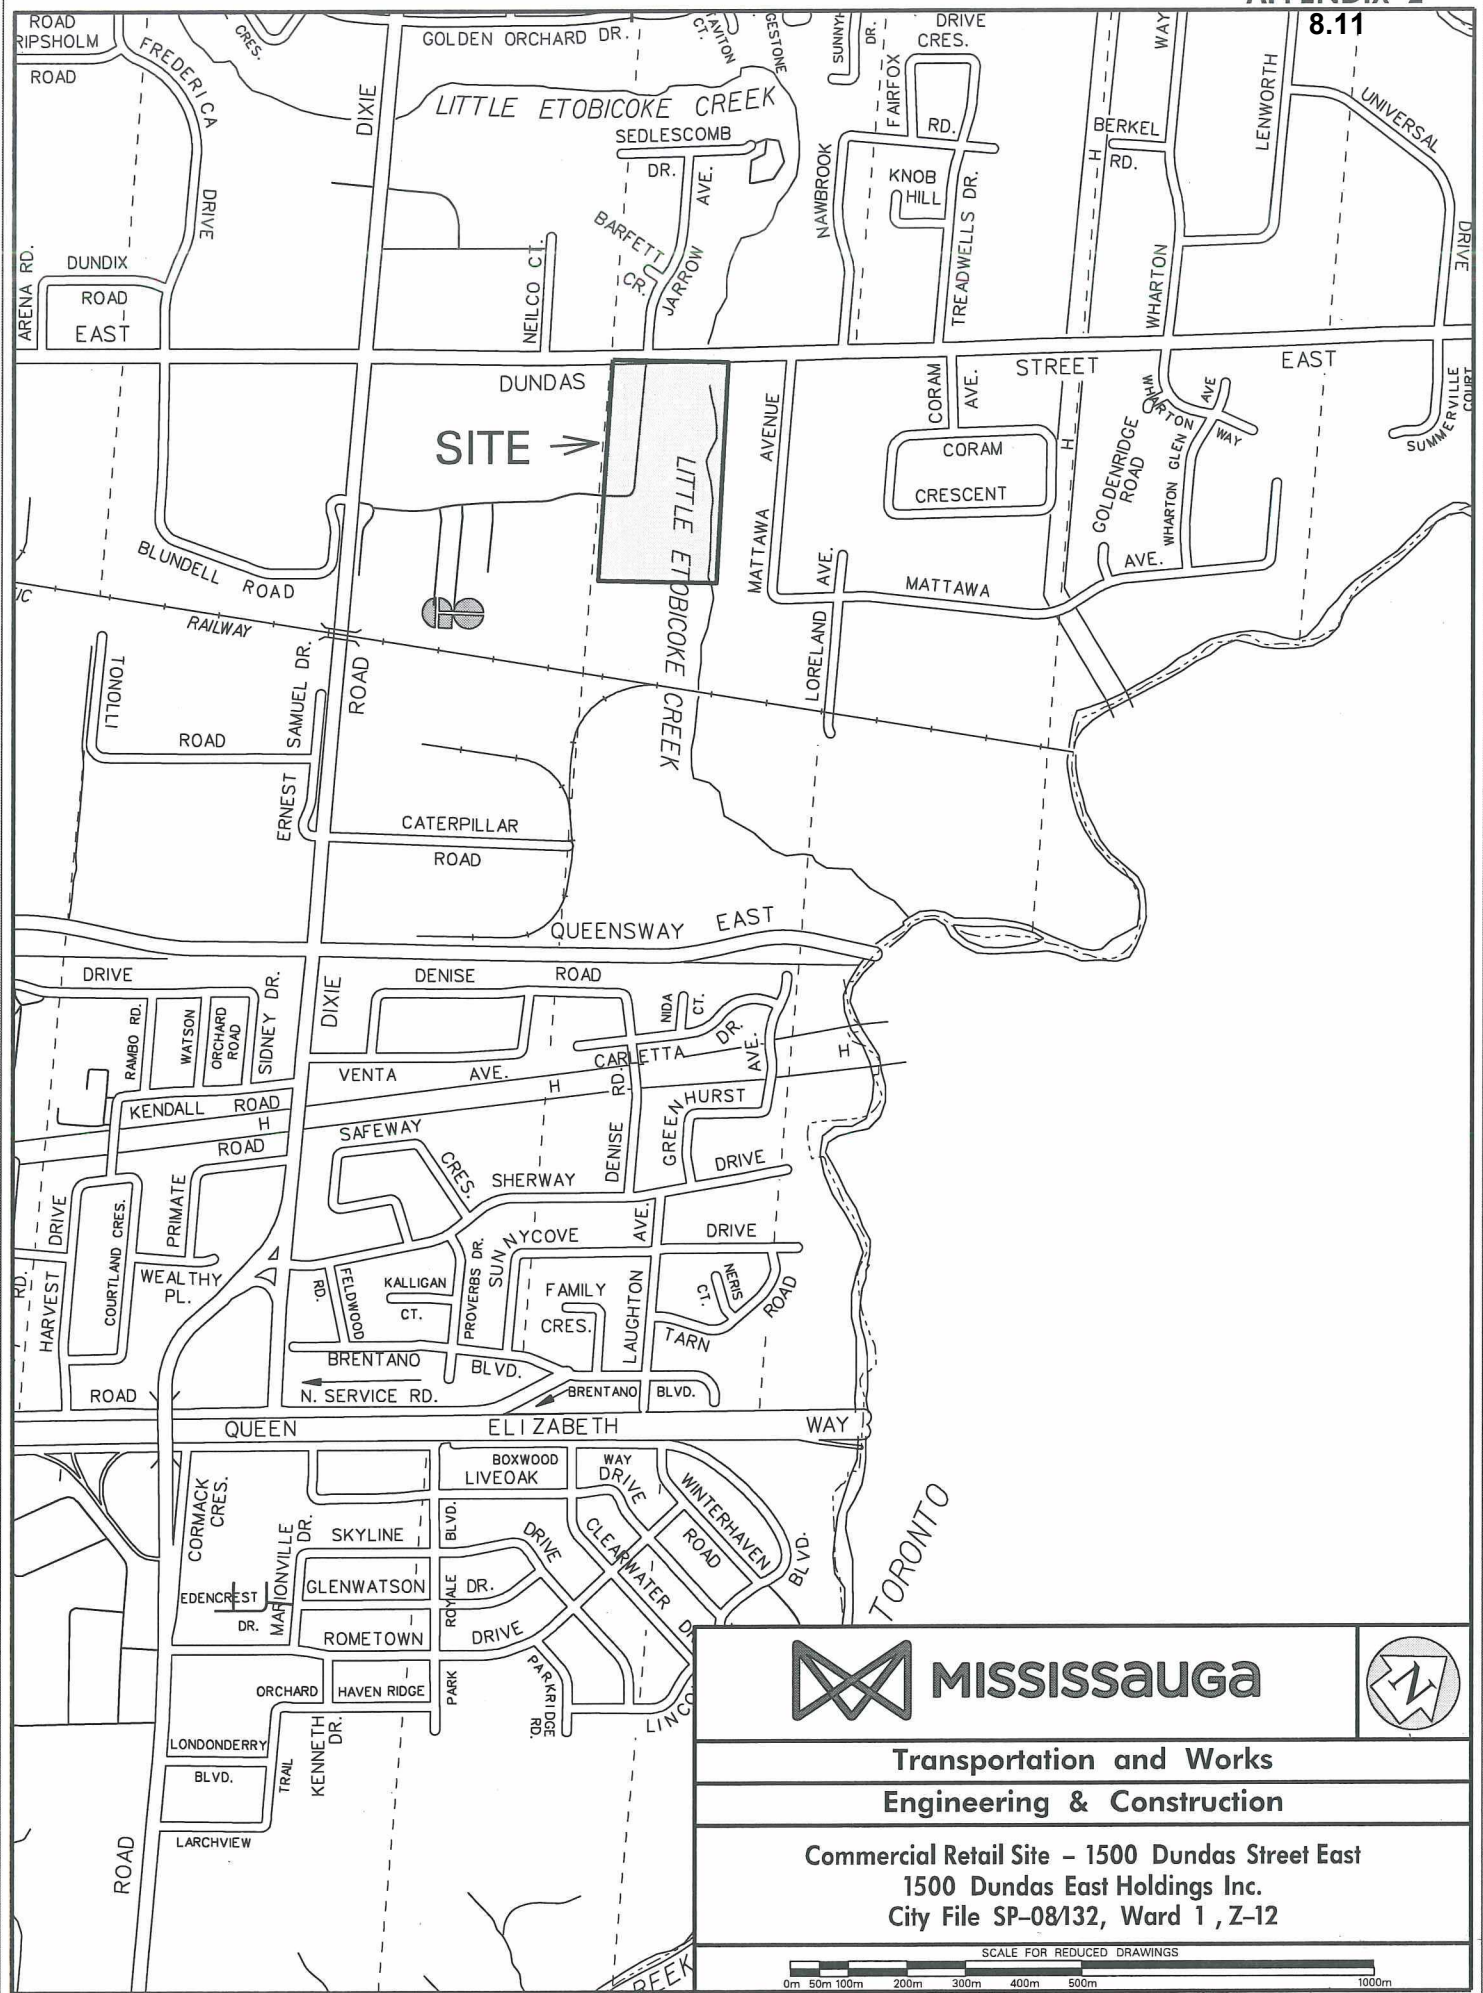 8.11
ROAD
RIPSHOLM
ROAD
FREDERICA
DRIVE
CRES.
DIXIE
GOLDEN ORCHARD DR.
TAVITON
CT.
GESTONE
SUNNYH
DR.
DRIVE
CRES.
FAIRFOX
RD.
WAY
LENWORTH
UNIVERSAL
DRIVE
LITTLE ETOBICOKE CREEK
SEDLESCOMB
DR.
AVE.
JARROW
BARFETT
CR.
NAWBROOK
KNOB
HILL
TREADWELLS DR.
BERKEL
RD.
H
WHARTON
ARENA RD.
DUNDIX
ROAD
EAST
NEILCO CT.
DUNDAS
STREET
EAST
SITE
LITTLE ETOBICOKE CREEK
MATTAWA AVENUE
CORAM
AVE.
CORAM
CRESCENT
H
WHARTON
WAY
AVE
WHARTON GLEN
GOLDENRIDGE
ROAD
SUMMERVILLE
COURT
BLUNDELL ROAD
MATTAWA
AVE.
LORELAND AVE.
RAILWAY
TONOLLI
ROAD
SAMUEL DR.
ERNEST
ROAD
CATERPILLAR
ROAD
QUEENSWAY EAST
DRIVE
DENISE ROAD
DIXIE
SIDNEY DR.
RAMBO RD.
WATSON
ORCHARD
ROAD
NIDA
CT.
CARLETTA DR.
AVE.
VENTA AVE.
H
H
RD.
KENDALL ROAD
H
ROAD
SAFEWAY
CRES.
DENISE
GREENHURST
SHERWAY DRIVE
DRIVE
HARVEST
RD.
COURTLAND CRES.
PRIMATE
WEALTHY
PL.
SUNNYCOVE DRIVE
AVE.
LAUGHTON
FELDWOOD
RD.
KALLIGAN
CT.
PROVERBS DR.
FAMILY
CRES.
NERIS
CT.
TARN ROAD
BRENTANO BLVD.
BRENTANO BLVD.
ROAD
N. SERVICE RD.
QUEEN ELIZABETH WAY
BOXWOOD WAY
LIVEOAK DRIVE
WINTERHAVEN
ROAD
BLVD.
CORMACK
CRES.
MARIONVILLE
DR.
SKYLINE
DRIVE
BLVD.
ROYALE
PARK
CLEARWATER DR
EDENCREST
DR.
GLENWATSON DR.
ROMETOWN DRIVE
PARKRIDGE
RD.
ORCHARD
HAVEN RIDGE
LINCO
TORONTO
KENNETH
DR.
LONDONDERRY
BLVD.
TRAIL
LARCHVIEW
ROAD
REEK
MISSISSauGa
N
Transportation and Works
Engineering & Construction
Commercial Retail Site – 1500 Dundas Street East
1500 Dundas East Holdings Inc.
City File SP–08/132, Ward 1 , Z–12
SCALE FOR REDUCED DRAWINGS
0m 50m 100m 200m 300m 400m 500m 1000m